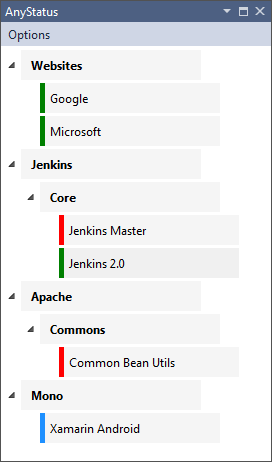 AnyStatus
Options
Websites
Google
Microsoft
Jenkins
Core
Jenkins Master
Jenkins 2.0
Apache
Commons
Common Bean Utils
Mono
Xamarin Android